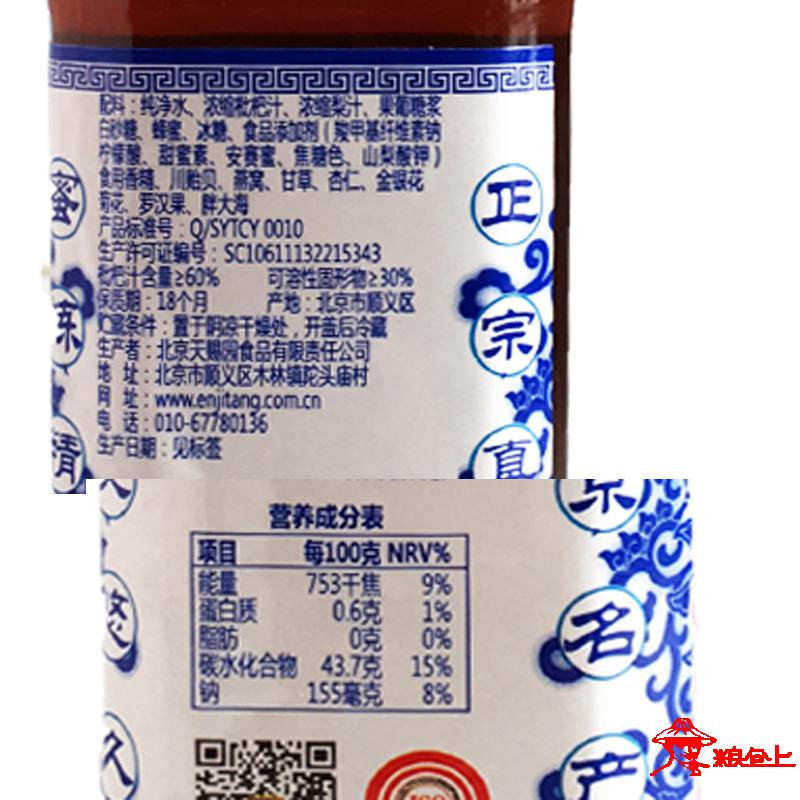 配料：纯净水、浓缩枇杷汁、浓缩梨汁、果葡糖浆
白砂糖、蜂蜜、冰糖、食品添加剂（羧甲基纤维素钠
柠檬酸、甜蜜素、安赛蜜、焦糖色、山梨酸钾）
食用香精、川贻贝、燕窝、甘草、杏仁、金银花
菊花、罗汉果、胖大海
产品标准号：Q/SYTCY 0010
生产许可证编号：SC10611132215343
枇杷汁含量≥60% 可溶性固形物≥30%
保质期：18个月 产地：北京市顺义区
贮藏条件：置于阴凉干燥处，开盖后冷藏
生产者：北京天赐园食品有限责任公司
地 址：北京市顺义区木林镇陀头庙村
网 址：www.enjitang.com.cn
电 话：010-67780136
生产日期：见标签
蜜
炼
清
正
宗
真
营养成分表
项目 每100克 NRV%
能量 753千焦 9%
蛋白质 0.6克 1%
脂肪 0克 0%
碳水化合物 43.7克 15%
钠 155毫克 8%
久
悠
久
京
名
产
粮仓上